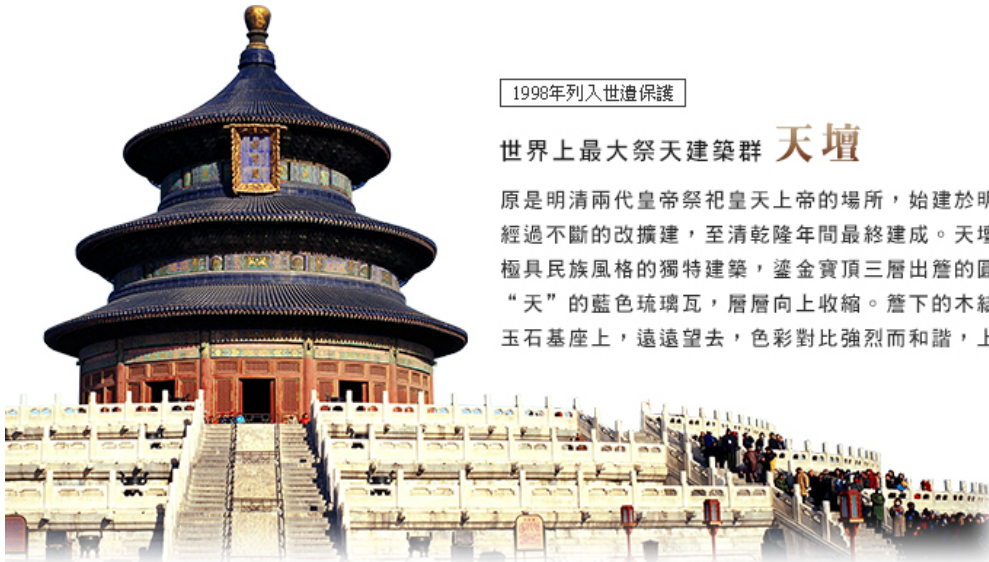 1998年列入世遺保護
世界上最大祭天建築群 天壇
原是明清兩代皇帝祭祀皇天上帝的場所，始建於明
經過不斷的改擴建，至清乾隆年間最終建成。天壇
極具民族風格的獨特建築，鎏金寶頂三層出簷的圓
“天”的藍色琉璃瓦，層層向上收縮。簷下的木結
玉石基座上，遠遠望去，色彩對比強烈而和諧，上